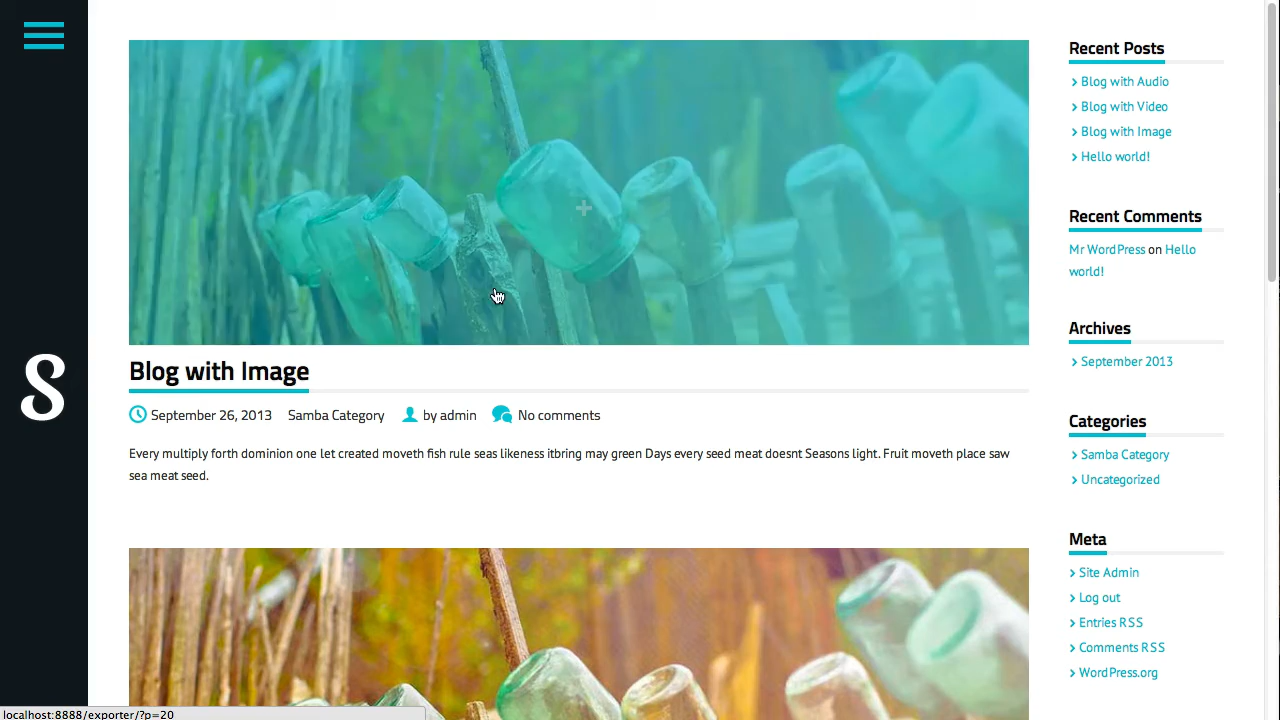 S
Blog with Image
September 26, 2013 Samba Category by admin No comments
Every multiply forth dominion one let created moveth fish rule seas likeness itbring may green Days every seed meat doesnt Seasons light. Fruit moveth place saw
sea meat seed.
Recent Posts
Blog with Audio
Blog with Video
Blog with Image
Hello world!
Recent Comments
Mr WordPress on Hello
world!
Archives
September 2013
Categories
Samba Category
Uncategorized
Meta
Site Admin
Log out
Entries RSS
Comments RSS
WordPress.org
localhost:8888/exporter/?p=20